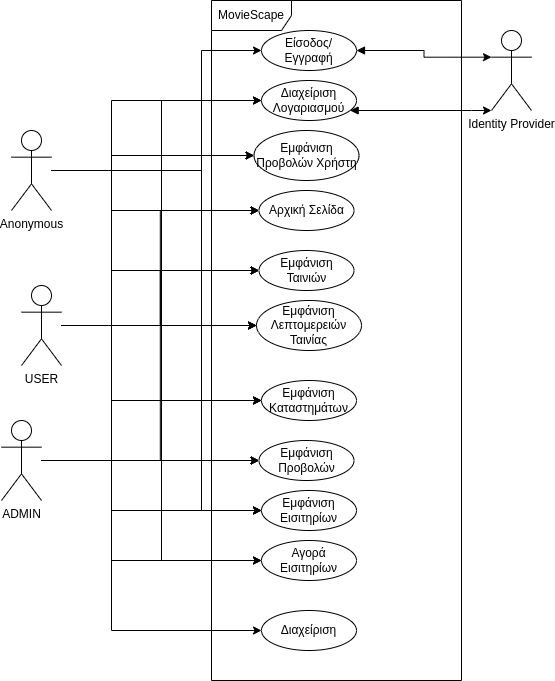 MovieScape
Είσοδος/
Εγγραφή
Identity Provider
Διαχείριση
Λογαριασμού
Εμφάνιση
Προβολών Χρήστη
Anonymous
Αρχική Σελίδα
Εμφάνιση
Ταινιών
Εμφάνιση
Λεπτομερειών
Ταινίας
USER
Εμφάνιση
Καταστημάτων
Εμφάνιση
Προβολών
ADMIN
Εμφάνιση
Εισιτηρίων
Αγορά
Εισιτηρίων
Διαχείριση